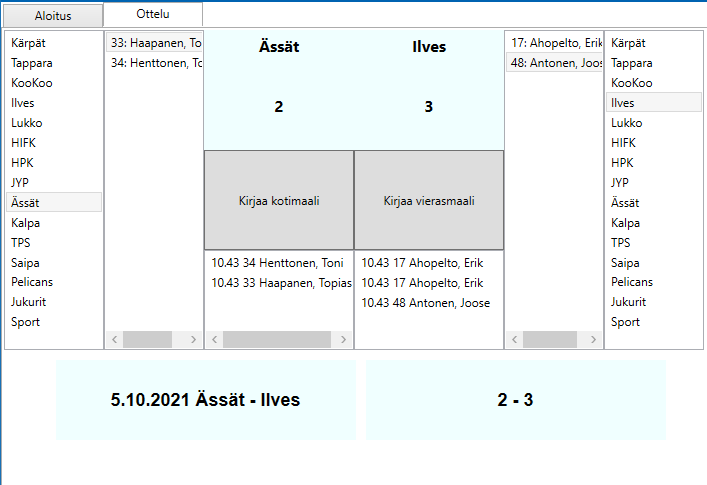 Aloitus
Ottelu
Kärpät
Tappara
KooKoo
Ilves
Lukko
HIFK
HPK
JYP
Ässät
Kalpa
TPS
Saipa
Pelicans
Jukurit
Sport
33: Haapanen, To
34: Henttonen, To
Ässät
2
Ilves
3
Kirjaa kotimaali
Kirjaa vierasmaali
10.43 34 Henttonen, Toni
10.43 33 Haapanen, Topias
10.43 17 Ahopelto, Erik
10.43 17 Ahopelto, Erik
10.43 48 Antonen, Joose
17: Ahopelto, Erik
48: Antonen, Joos
Kärpät
Tappara
KooKoo
Ilves
Lukko
HIFK
HPK
JYP
Ässät
Kalpa
TPS
Saipa
Pelicans
Jukurit
Sport
5.10.2021 Ässät - Ilves
2 - 3